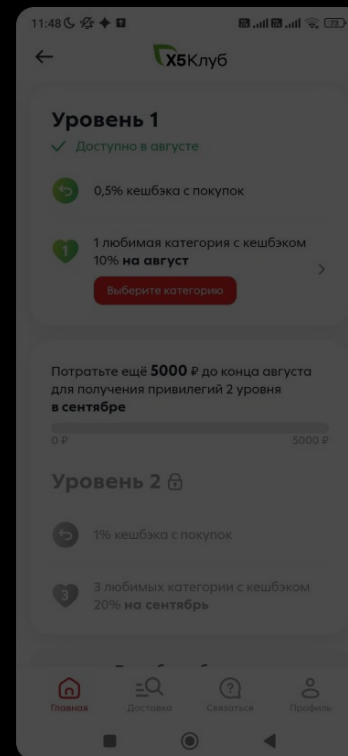 11:48
73
X5Клуб
Уровень 1
Доступно в августе
0,5% кешбэка с покупок
1
1 любимая категория с кешбэком
10% на август
Выберите категорию
Потратьте ещё 5000 ₽ до конца августа
для получения привилегий 2 уровня
в сентябре
0 ₽ 5000 ₽
Уровень 2
1% кешбэка с покупок
3
3 любимых категории с кешбэком
20% на сентябрь
Главная Доставка Связаться Профиль